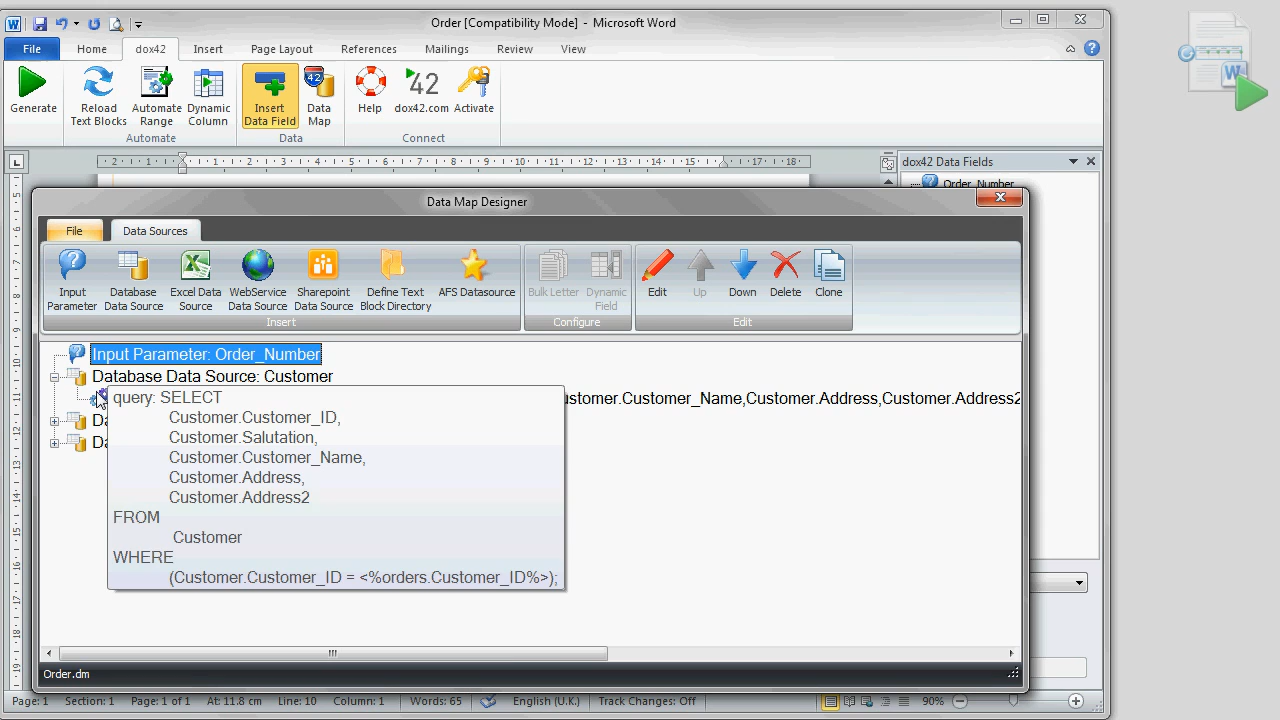 Order [Compatibility Mode] - Microsoft Word
File Home dox42 Insert Page Layout References Mailings Review View
Generate
Reload
Text Blocks
Automate
Range
Dynamic
Column
Insert
Data Field
Data
Map
Help
dox42.com
Activate
Automate
Data
Connect
dox42 Data Fields
Order_Number
Data Map Designer
File
Data Sources
Input
Parameter
Database
Data Source
Excel Data
Source
WebService
Data Source
Sharepoint
Data Source
Define Text
Block Directory
AFS Datasource
Bulk Letter
Dynamic
Field
Edit
Up
Down
Delete
Clone
Insert
Configure
Edit
Input Parameter: Order_Number
Database Data Source: Customer
ustomer.Customer_Name,Customer.Address,Customer.Address2
Da
Da
query: SELECT
Customer.Customer_ID,
Customer.Salutation,
Customer.Customer_Name,
Customer.Address,
Customer.Address2
FROM
Customer
WHERE
(Customer.Customer_ID = <%orders.Customer_ID%>);
Order.dm
Page: 1 Section: 1 Page: 1 of 1 At: 11.8 cm Line: 10 Column: 1 Words: 65 English (U.K.) Track Changes: Off 90%